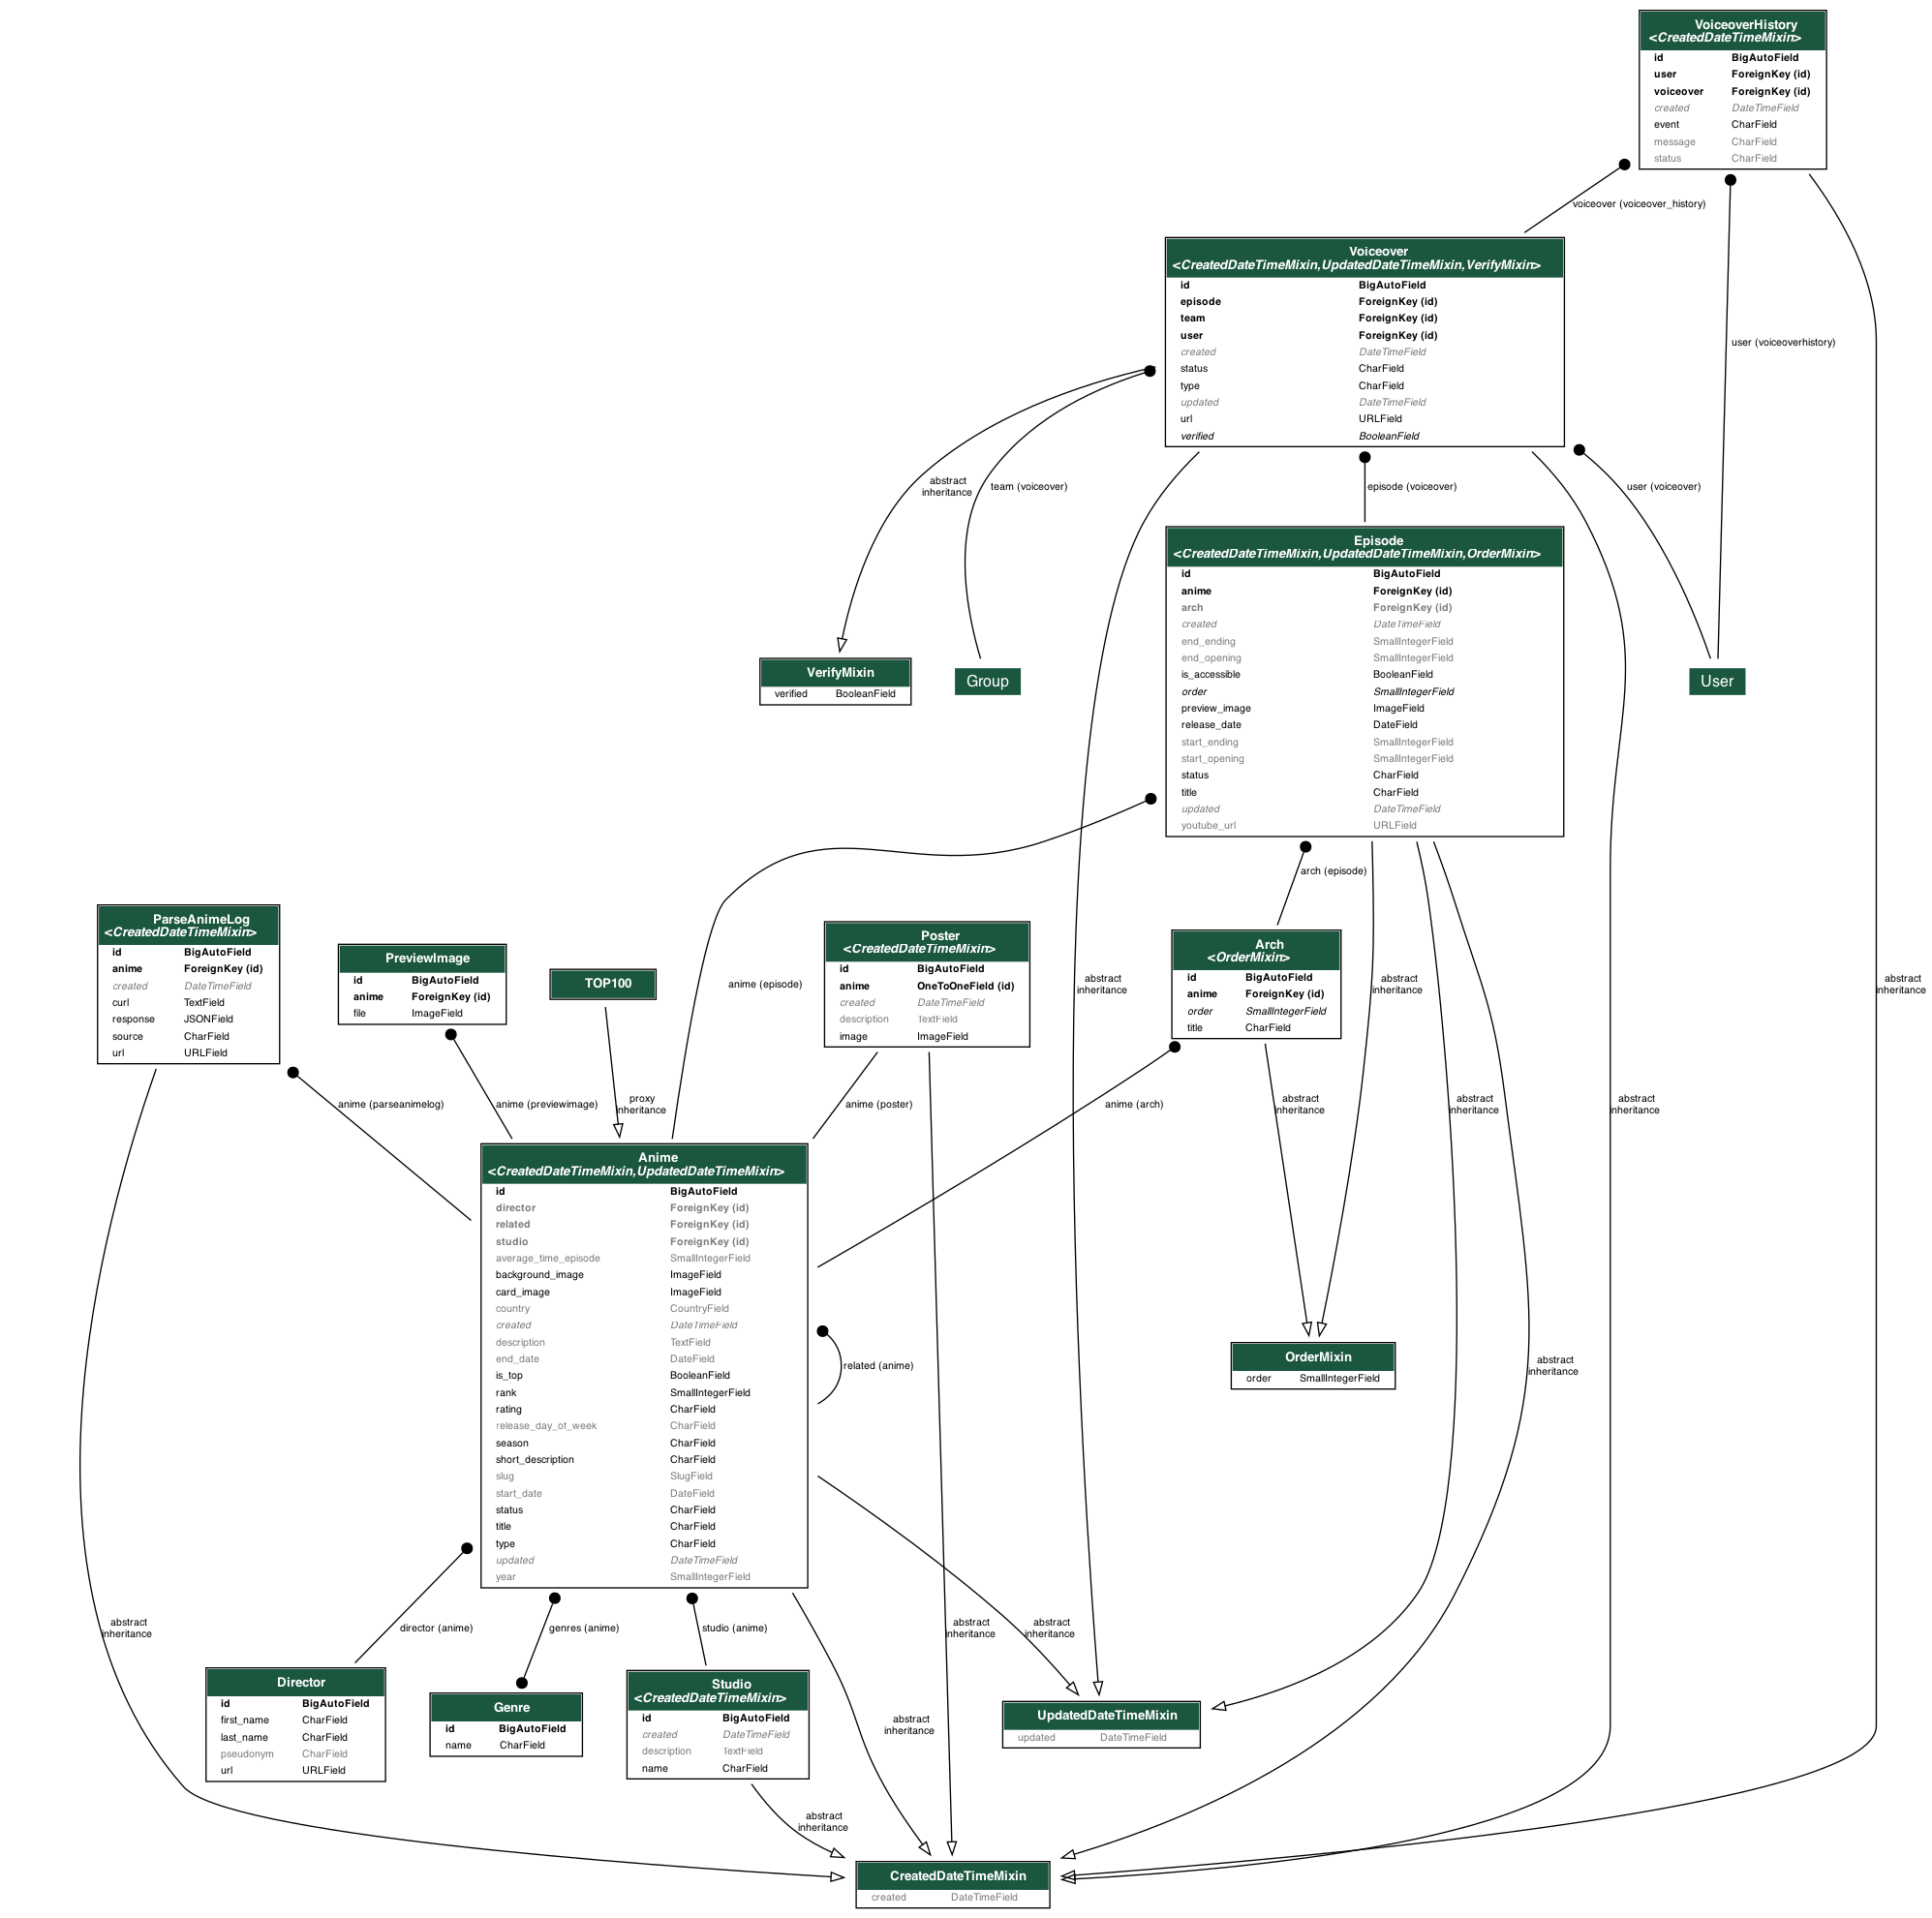 VoiceoverHistory
<CreatedDateTimeMixin>
id BigAutoField
user ForeignKey (id)
voiceover ForeignKey (id)
created DateTimeField
event CharField
message CharField
status CharField
voiceover (voiceover_history)
Voiceover
<CreatedDateTimeMixin,UpdatedDateTimeMixin,VerifyMixin>
id BigAutoField
episode ForeignKey (id)
team ForeignKey (id)
user ForeignKey (id)
created DateTimeField
status CharField
type CharField
updated DateTimeField
url URLField
verified BooleanField
user (voiceoverhistory)
abstract
inheritance
team (voiceover)
episode (voiceover)
user (voiceover)
Episode
<CreatedDateTimeMixin,UpdatedDateTimeMixin,OrderMixin>
id BigAutoField
anime ForeignKey (id)
arch ForeignKey (id)
created DateTimeField
end_ending SmallIntegerField
end_opening SmallIntegerField
is_accessible BooleanField
order SmallIntegerField
preview_image ImageField
release_date DateField
start_ending SmallIntegerField
start_opening SmallIntegerField
status CharField
title CharField
updated DateTimeField
youtube_url URLField
VerifyMixin
verified BooleanField
Group
User
arch (episode)
ParseAnimeLog
<CreatedDateTimeMixin>
id BigAutoField
anime ForeignKey (id)
created DateTimeField
curl TextField
response JSONField
source CharField
url URLField
PreviewImage
id BigAutoField
anime ForeignKey (id)
file ImageField
TOP100
anime (episode)
Poster
<CreatedDateTimeMixin>
id BigAutoField
anime OneToOneField (id)
created DateTimeField
description TextField
image ImageField
abstract
inheritance
Arch
<OrderMixin>
id BigAutoField
anime ForeignKey (id)
order SmallIntegerField
title CharField
abstract
inheritance
abstract
inheritance
anime (parseanimelog)
anime (previewimage)
proxy
inheritance
anime (poster)
anime (arch)
abstract
inheritance
abstract
inheritance
abstract
inheritance
Anime
<CreatedDateTimeMixin,UpdatedDateTimeMixin>
id BigAutoField
director ForeignKey (id)
related ForeignKey (id)
studio ForeignKey (id)
average_time_episode SmallIntegerField
background_image ImageField
card_image ImageField
country CountryField
created DateTimeField
description TextField
end_date DateField
is_top BooleanField
rank SmallIntegerField
rating CharField
release_day_of_week CharField
season CharField
short_description CharField
slug SlugField
start_date DateField
status CharField
title CharField
type CharField
updated DateTimeField
year SmallIntegerField
related (anime)
OrderMixin
order SmallIntegerField
abstract
inheritance
abstract
inheritance
director (anime)
genres (anime)
studio (anime)
abstract
inheritance
abstract
inheritance
Director
id BigAutoField
first_name CharField
last_name CharField
pseudonym CharField
url URLField
Genre
id BigAutoField
name CharField
Studio
<CreatedDateTimeMixin>
id BigAutoField
created DateTimeField
description TextField
name CharField
abstract
inheritance
UpdatedDateTimeMixin
updated DateTimeField
abstract
inheritance
CreatedDateTimeMixin
created DateTimeField